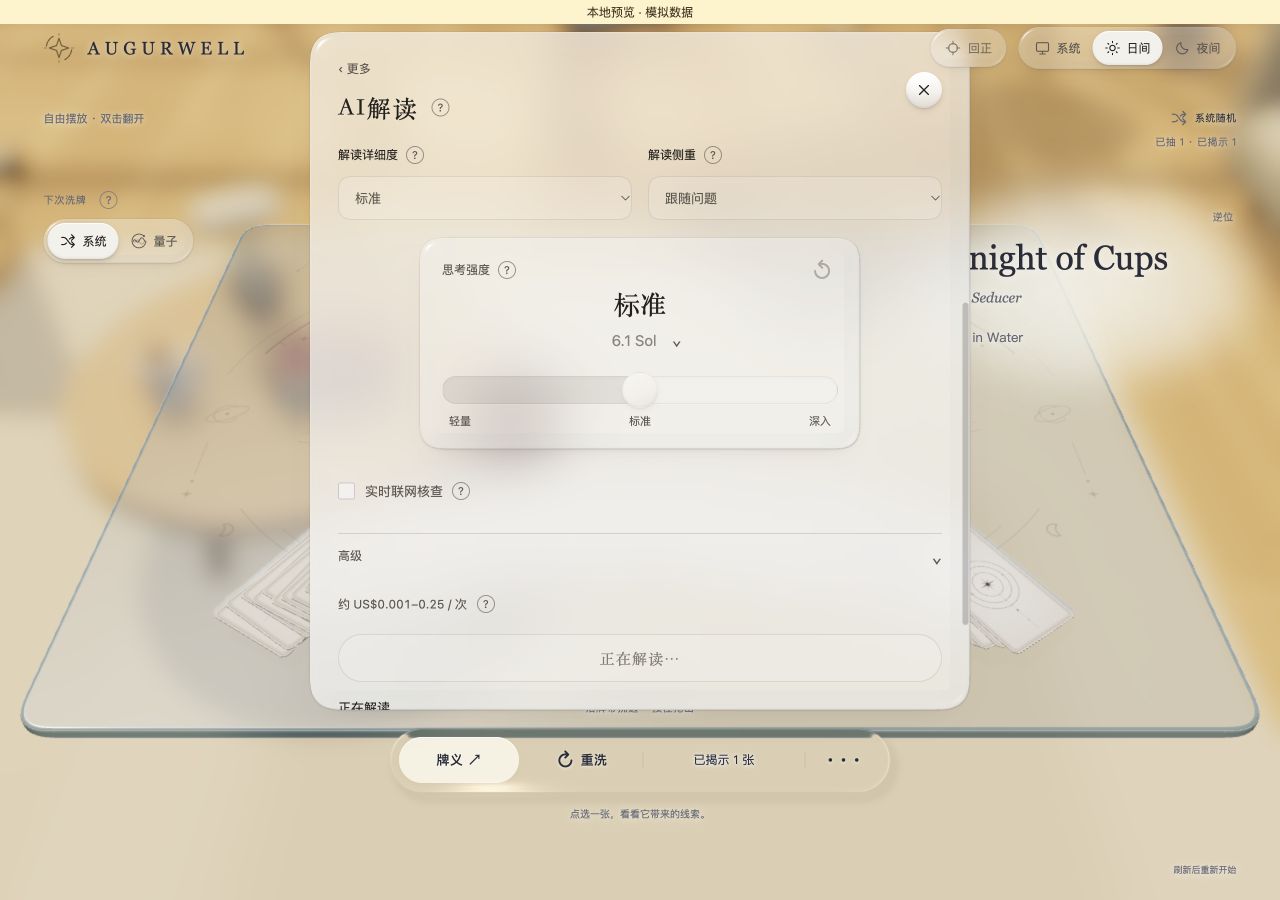 本地预览 · 模拟数据
AUGURWELL
回正
系统
日间
夜间
自由摆放 · 双击翻开
系统随机
已抽 1 · 已揭示 1
下次洗牌 ?
系统
量子
逆位
night of Cups
Seducer
in Water
‹ 更多
AI解读 ?
解读详细度 ?
解读侧重 ?
标准
跟随问题
思考强度 ?
标准
6.1 Sol
轻量
标准
深入
实时联网核查 ?
高级
约 US$0.001–0.25 / 次 ?
正在解读…
正在解读
牌义 ↗
重洗
已揭示 1 张
• • •
点选一张，看看它带来的线索。
刷新后重新开始